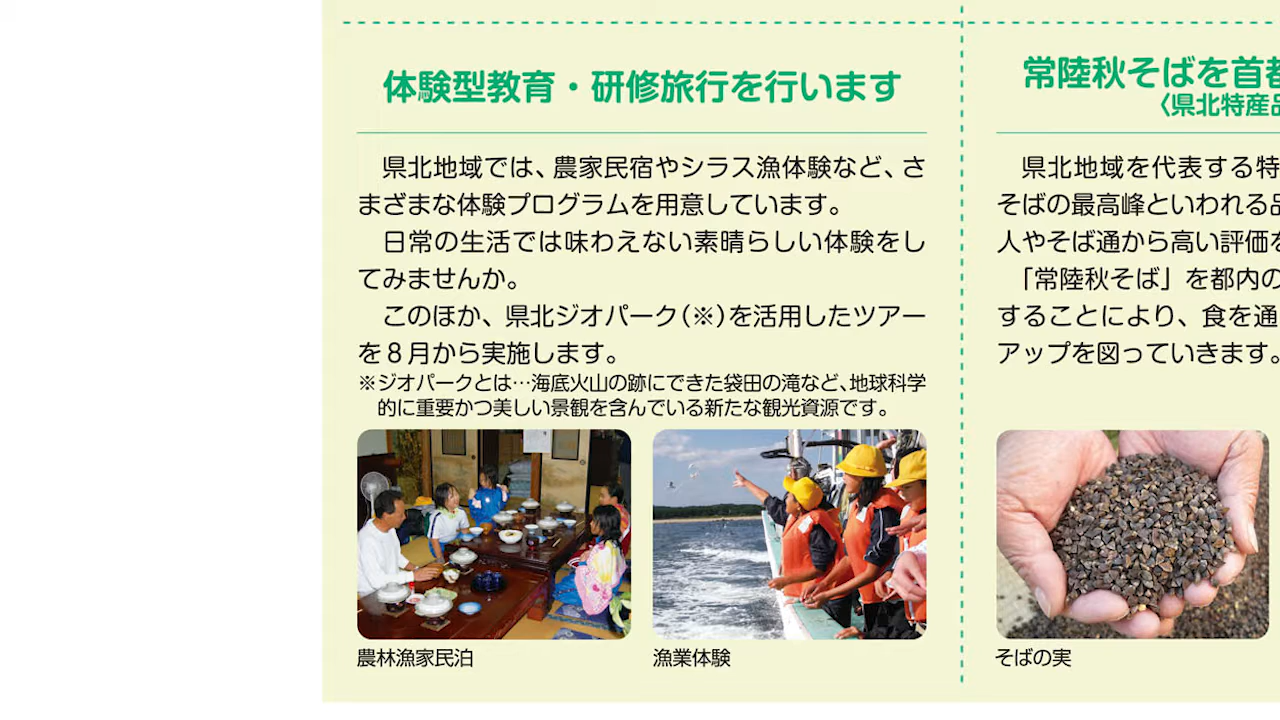 体験型教育・研修旅行を行います
県北地域では、農家民宿やシラス漁体験など、さ
まざまな体験プログラムを用意しています。
日常の生活では味わえない素晴らしい体験をし
てみませんか。
このほか、県北ジオパーク（※）を活用したツアー
を８月から実施します。
※ジオパークとは…海底火山の跡にできた袋田の滝など、地球科学
的に重要かつ美しい景観を含んでいる新たな観光資源です。
農林漁家民泊
漁業体験
常陸秋そばを首都
〈県北特産品
県北地域を代表する特
そばの最高峰といわれる品
人やそば通から高い評価を
「常陸秋そば」を都内の
することにより、食を通
アップを図っていきます。
そばの実